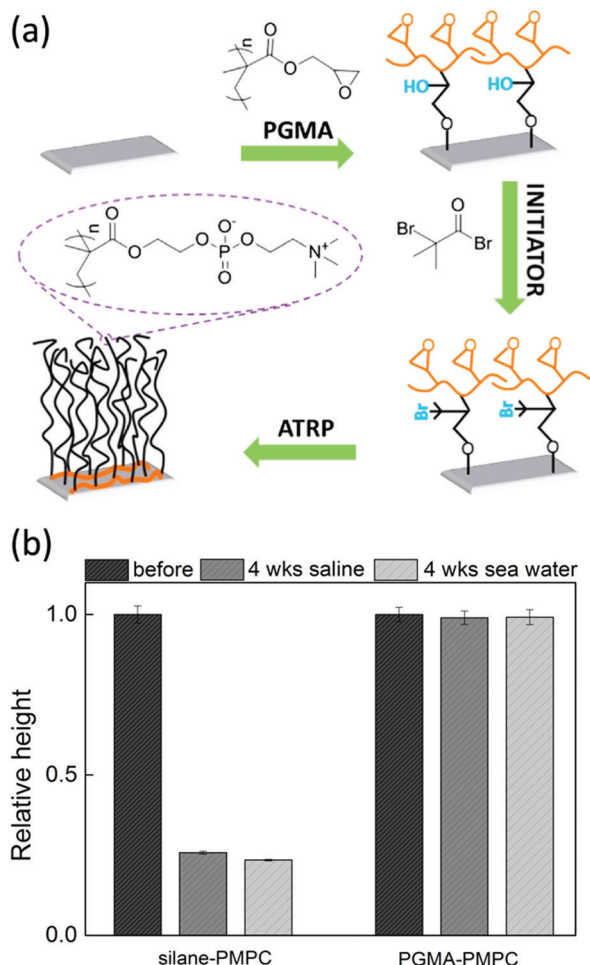 (a)
n
O
O
O
PGMA
O O O O
HO HO
O O
n
O
O
O
O⁻
P
O
O
N⁺
Br
O
Br
INITIATOR
O O O O
Br Br
O O
ATRP
(b)
before 4 wks saline 4 wks sea water
1.0
0.5
0.0
Relative height
silane-PMPC PGMA-PMPC